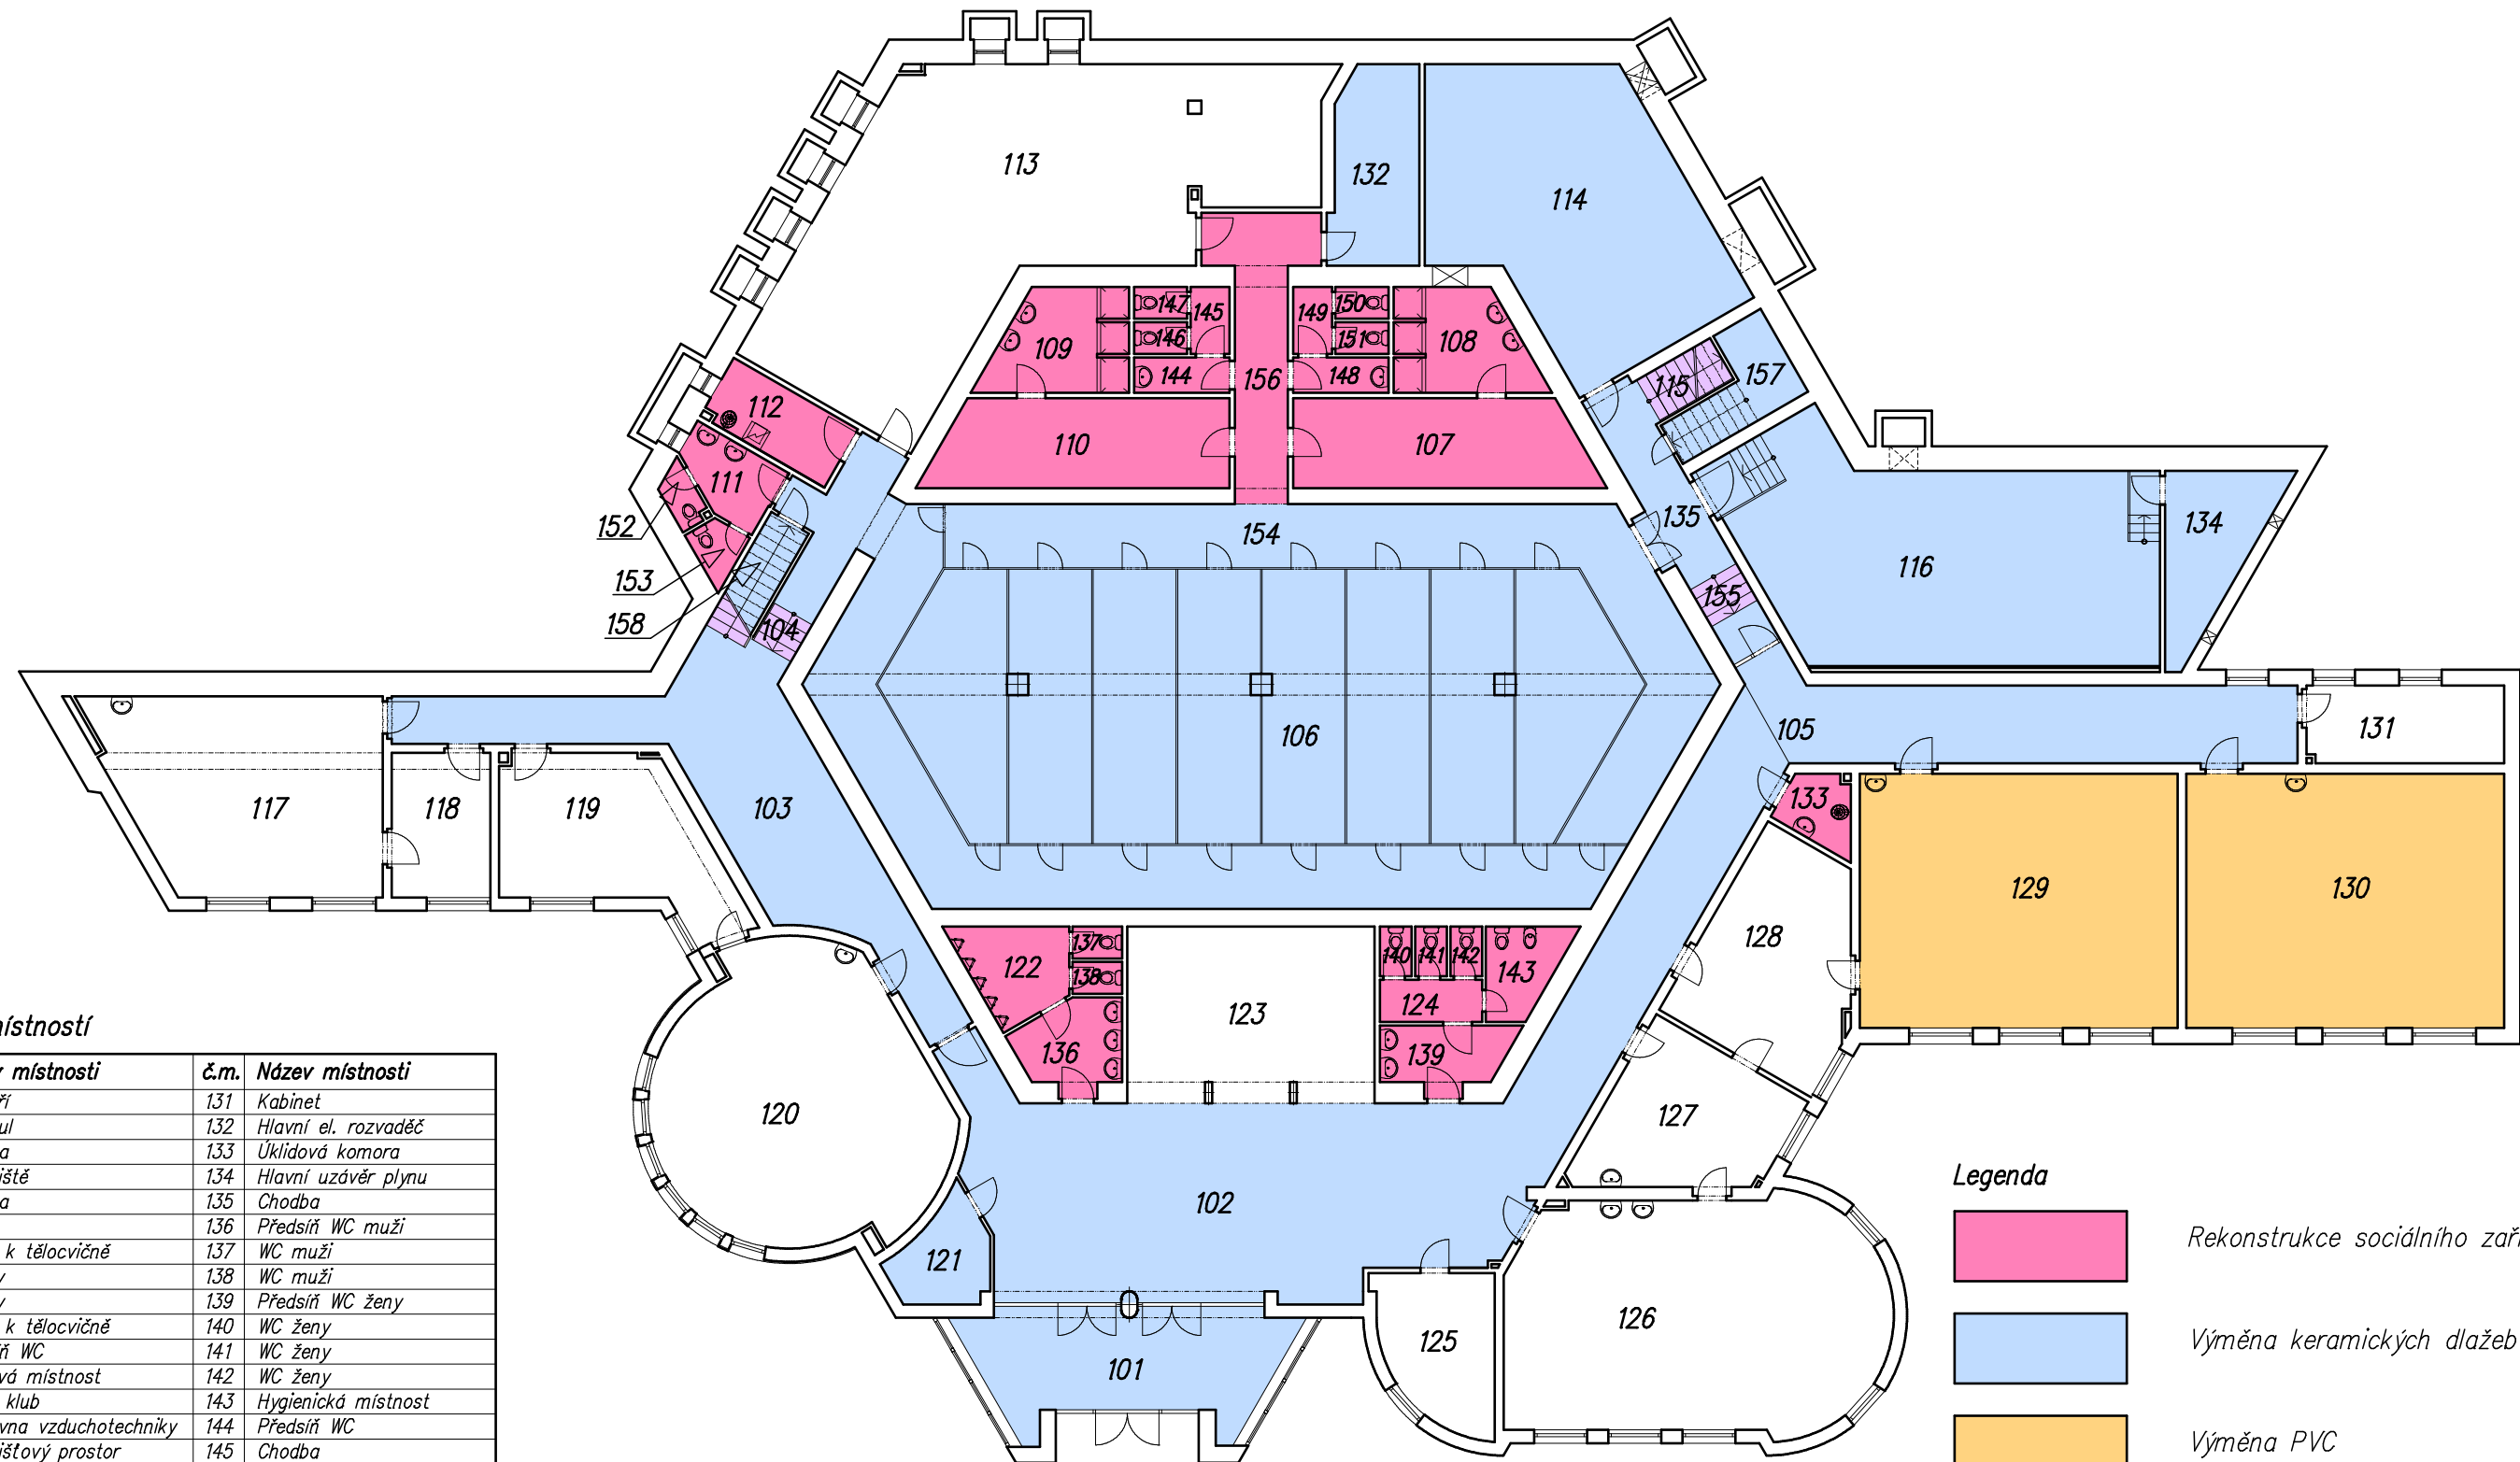 113
132
114
147
145
149
150
146
151
109
108
144
156
148
115
157
112
110
107
111
152
154
135
134
153
116
158
104
155
106
105
131
117
118
119
103
133
129
130
128
122
137
138
140
141
142
143
123
124
136
139
120
127
102
121
126
125
101
místností
místnosti
č.m. Název místnosti
131 Kabinet
132 Hlavní el. rozvaděč
133 Úklidová komora
134 Hlavní uzávěr plynu
135 Chodba
136 Předsíň WC muži
k tělocvičně 137 WC muži
138 WC muži
139 Předsíň WC ženy
k tělocvičně 140 WC ženy
WC 141 WC ženy
místnost 142 WC ženy
klub 143 Hygienická místnost
vzduchotechniky 144 Předsíň WC
prostor 145 Chodba
Legenda
Rekonstrukce sociálního
Výměna keramických dlažeb
Výměna PVC